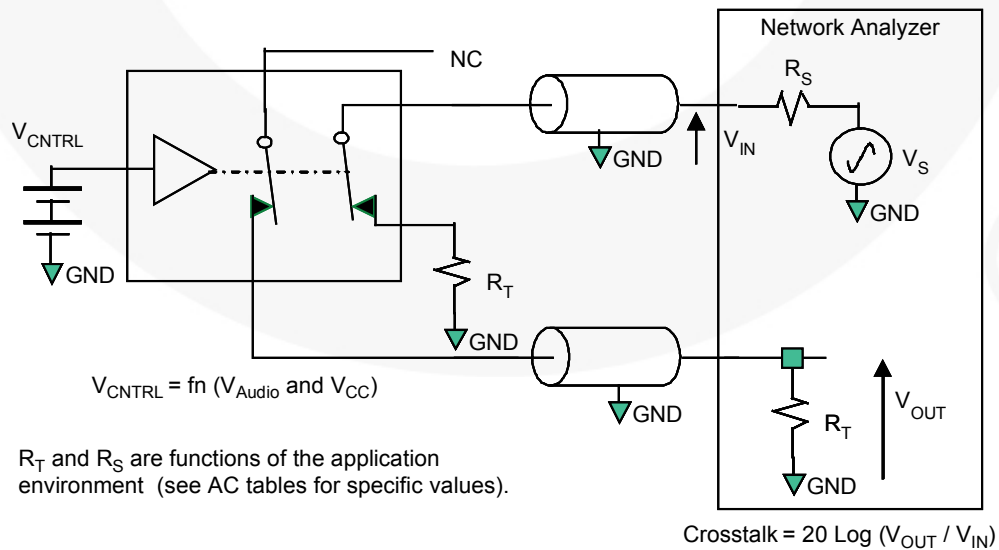 Network Analyzer
NC
R_S
V_CNTRL
V_IN
GND
V_S
GND
GND
R_T
GND
V_CNTRL = fn (V_Audio and V_CC)
GND
R_T
V_OUT
R_T and R_S are functions of the application
environment (see AC tables for specific values).
GND
Crosstalk = 20 Log (V_OUT / V_IN)